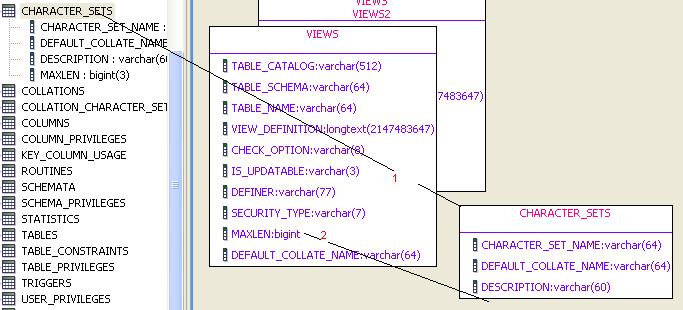 CHARACTER_SETS
CHARACTER_SET_NAME :
DEFAULT_COLLATE_NAME
DESCRIPTION : varchar(60
MAXLEN : bigint(3)
COLLATIONS
COLLATION_CHARACTER_SET
COLUMNS
COLUMN_PRIVILEGES
KEY_COLUMN_USAGE
ROUTINES
SCHEMATA
SCHEMA_PRIVILEGES
STATISTICS
TABLES
TABLE_CONSTRAINTS
TABLE_PRIVILEGES
TRIGGERS
USER_PRIVILEGES
VIEWS
VIEWS2
7483647)
VIEWS
TABLE_CATALOG:varchar(512)
TABLE_SCHEMA:varchar(64)
TABLE_NAME:varchar(64)
VIEW_DEFINITION:longtext(2147483647)
CHECK_OPTION:varchar(8)
IS_UPDATABLE:varchar(3)
DEFINER:varchar(77)
SECURITY_TYPE:varchar(7)
MAXLEN:bigint
DEFAULT_COLLATE_NAME:varchar(64)
1
2
CHARACTER_SETS
CHARACTER_SET_NAME:varchar(64)
DEFAULT_COLLATE_NAME:varchar(64)
DESCRIPTION:varchar(60)